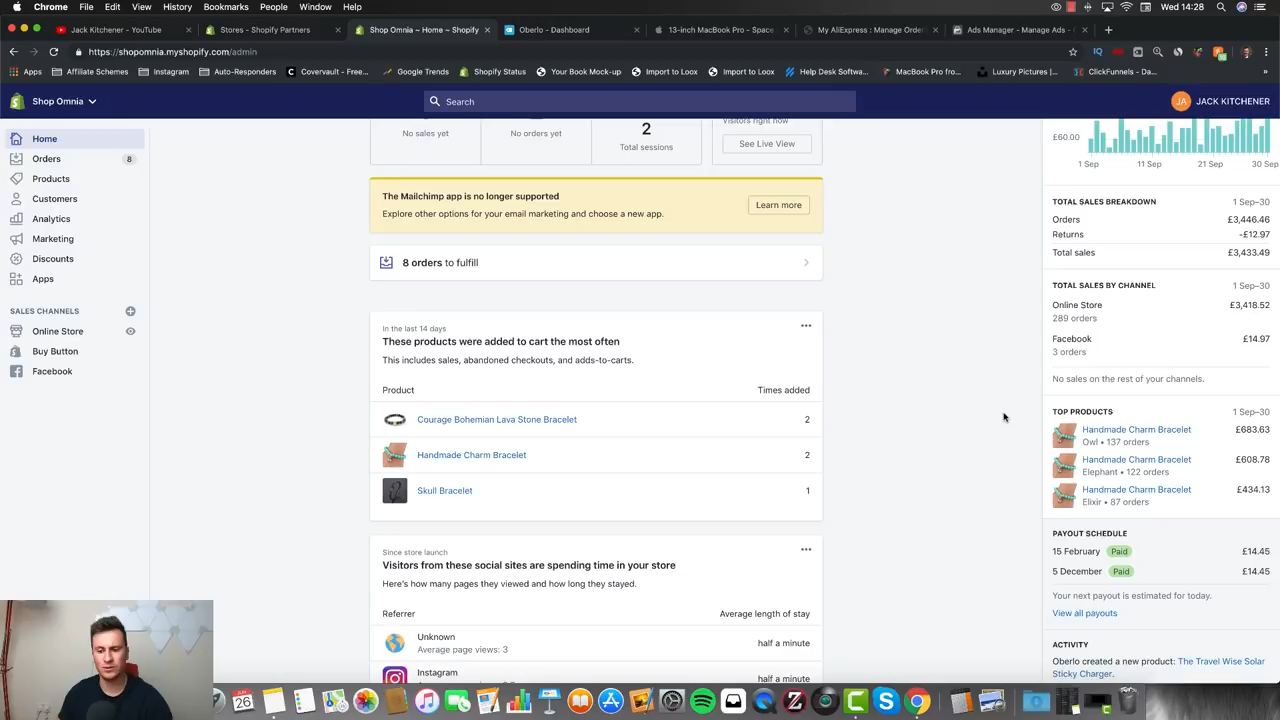 Chrome File Edit View History Bookmarks People Window Help
Wed 14:28
Jack Kitchener - YouTube
Stores - Shopify Partners
Shop Omnia ~ Home ~ Shopify
Oberlo - Dashboard
13-inch MacBook Pro - Space
My AliExpress : Manage Order
Ads Manager - Manage Ads - C
https://shopomnia.myshopify.com/admin
Apps Affiliate Schemes Instagram Auto-Responders Covervault - Free... Google Trends Shopify Status Your Book Mock-up Import to Loox Import to Loox Help Desk Softwa... MacBook Pro from... Luxury Pictures |... ClickFunnels - Da...
Shop Omnia
Search
JA JACK KITCHENER
Home
Orders 8
Products
Customers
Analytics
Marketing
Discounts
Apps
SALES CHANNELS
Online Store
Buy Button
Facebook
No sales yet
No orders yet
2
Total sessions
Visitors right now
See Live View
The Mailchimp app is no longer supported
Explore other options for your email marketing and choose a new app.
Learn more
8 orders to fulfill
In the last 14 days
These products were added to cart the most often
This includes sales, abandoned checkouts, and adds-to-carts.
Product Times added
Courage Bohemian Lava Stone Bracelet 2
Handmade Charm Bracelet 2
Skull Bracelet 1
Since store launch
Visitors from these social sites are spending time in your store
Here's how many pages they viewed and how long they stayed.
Referrer Average length of stay
Unknown
Average page views: 3
half a minute
Instagram
half a minute
£60.00
1 Sep 11 Sep 21 Sep 30 Sep
TOTAL SALES BREAKDOWN 1 Sep–30
Orders £3,446.46
Returns -£12.97
Total sales £3,433.49
TOTAL SALES BY CHANNEL 1 Sep–30
Online Store £3,418.52
289 orders
Facebook £14.97
3 orders
No sales on the rest of your channels.
TOP PRODUCTS 1 Sep–30
Handmade Charm Bracelet £683.63
Owl • 137 orders
Handmade Charm Bracelet £608.78
Elephant • 122 orders
Handmade Charm Bracelet £434.13
Elixir • 87 orders
PAYOUT SCHEDULE
15 February Paid £14.45
5 December Paid £14.45
Your next payout is estimated for today.
View all payouts
ACTIVITY
Oberlo created a new product: The Travel Wise Solar
Sticky Charger.
JUN
26